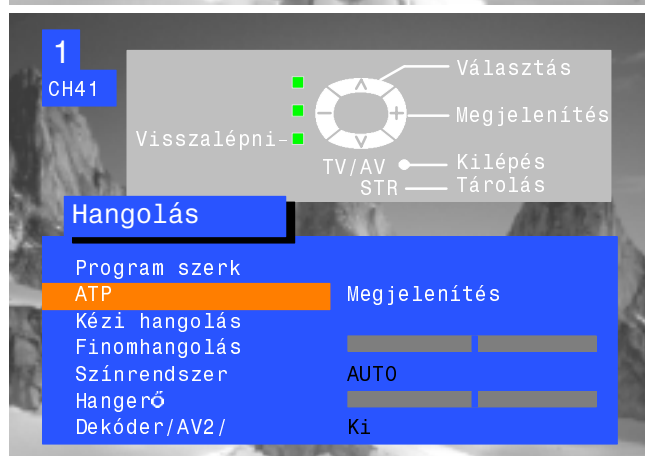 1
CH41
Választás
Megjelenítés
Visszalépni
TV/AV
Kilépés
STR
Tárolás
Hangolás
Program szerk
ATP Megjelenítés
Kézi hangolás
Finomhangolás
Színrendszer AUTO
Hangerő
Dekóder/AV2/ Ki